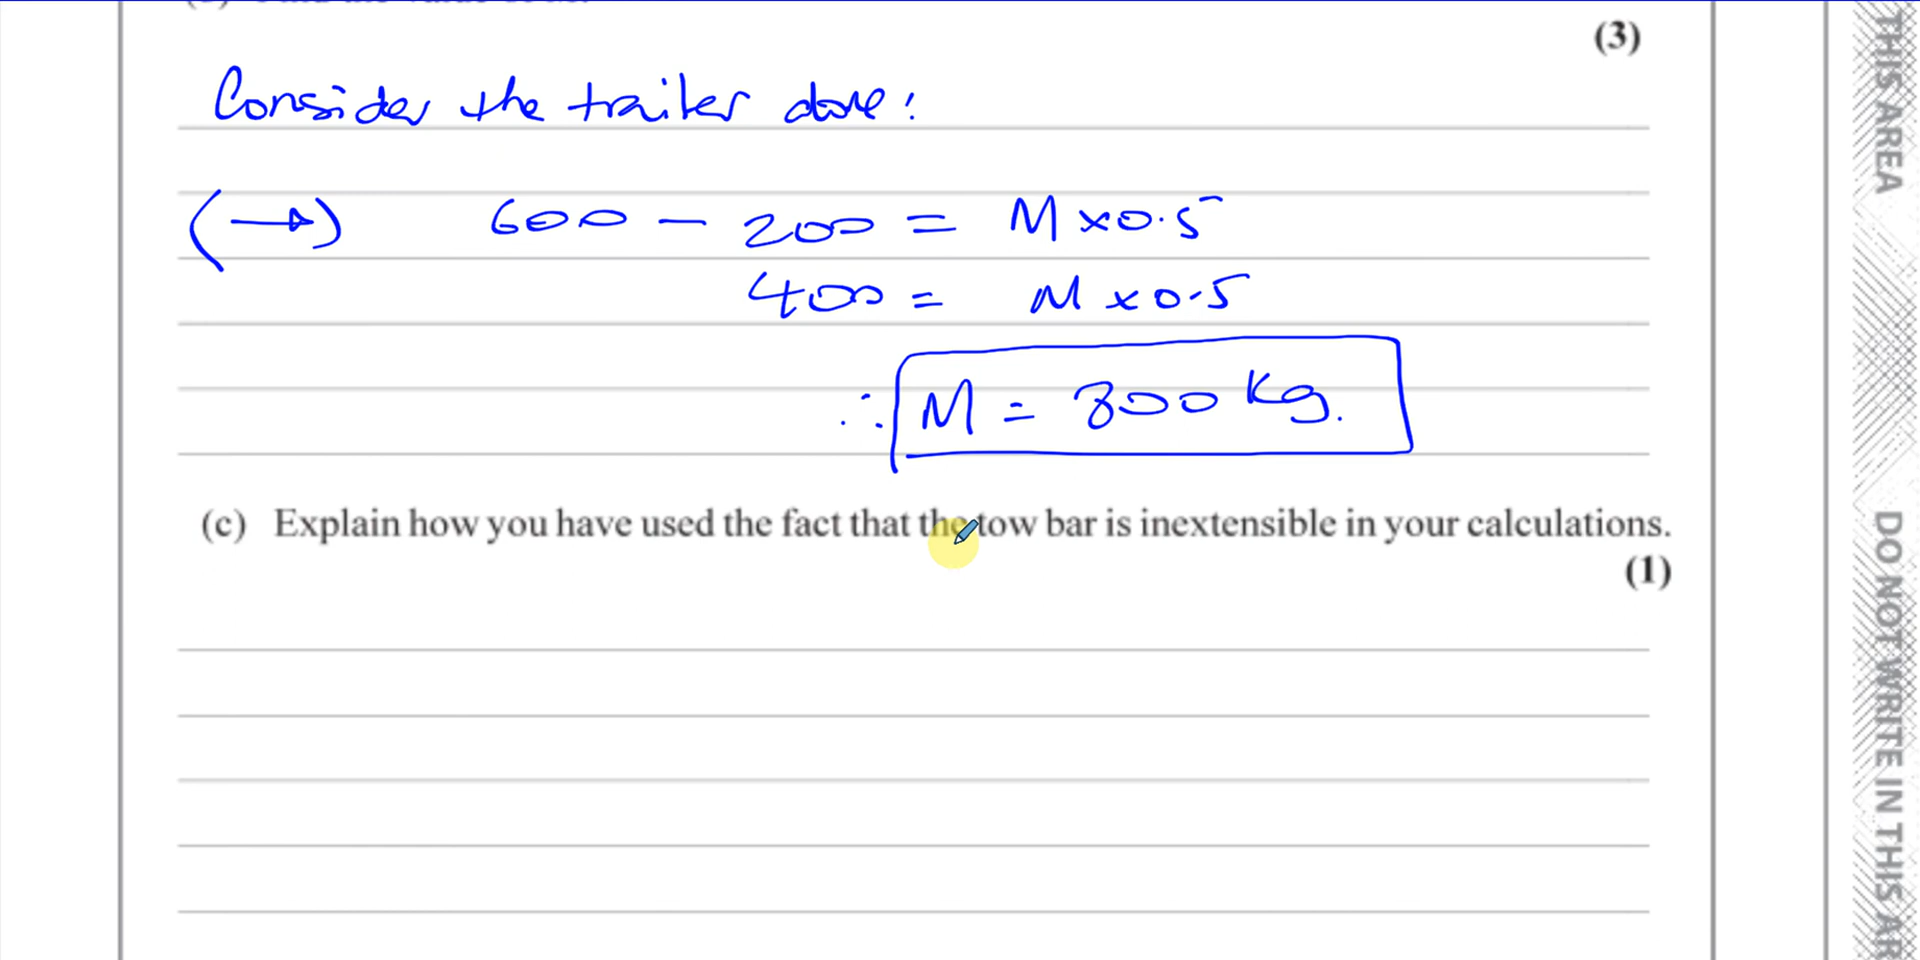 (3)
Consider the trailer alone:
(→) 600 - 200 = M x 0.5
400 = M x 0.5
∴ M = 800 kg.
(c) Explain how you have used the fact that the tow bar is inextensible in your calculations.
(1)
THIS AREA
DO NOT WRITE IN THIS AR